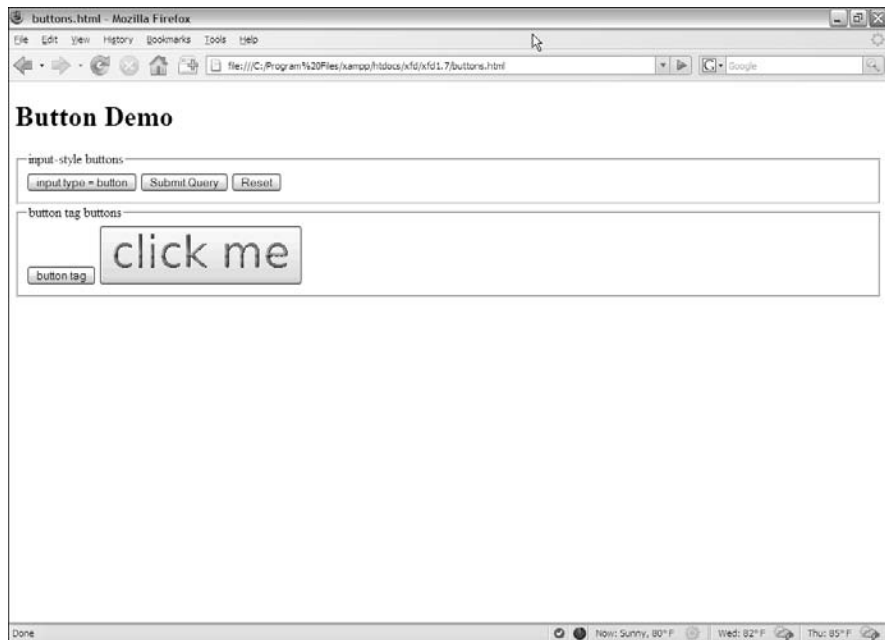 buttons.html - Mozilla Firefox
File Edit View History Bookmarks Tools Help
file:///C:/Program%20Files/xampp/htdocs/xfd/xfd1.7/buttons.html
G Google
Button Demo
input-style buttons
input type = button Submit Query Reset
button tag buttons
button tag click me
Done Now: Sunny, 80° F Wed: 82° F Thu: 85° F